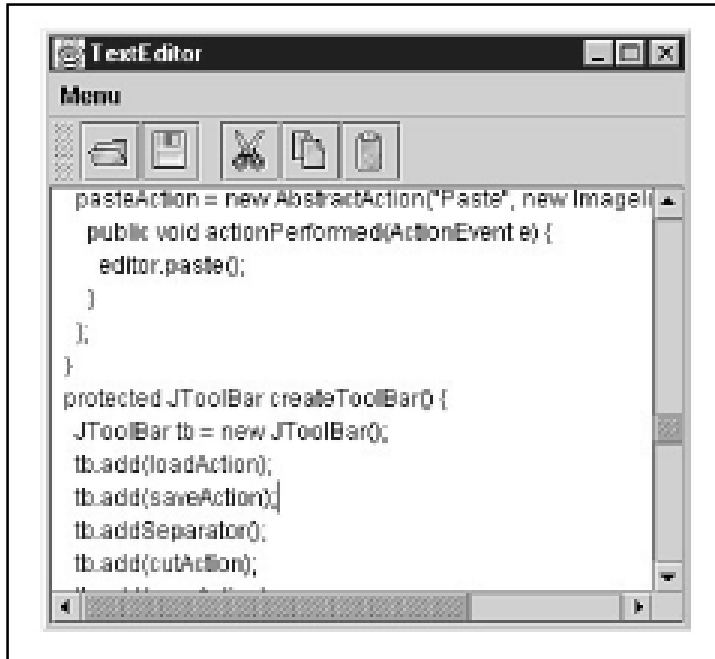 TextEditor
Menu
pasteAction = new AbstractAction("Paste", new ImageI
public void actionPerformed(ActionEvent e) {
editor.paste();
}
};
}
protected JToolBar createToolBar() {
JToolBar tb = new JToolBar();
tb.add(loadAction);
tb.add(saveAction);
tb.addSeparator();
tb.add(cutAction);